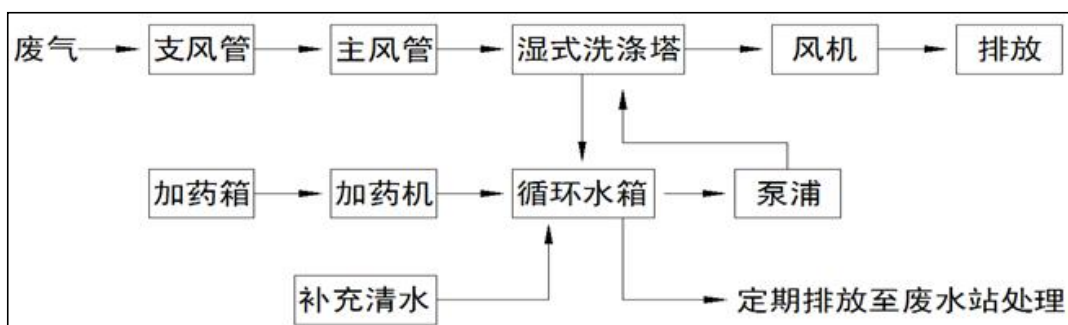 废气
支风管
主风管
湿式洗涤塔
风机
排放
加药箱
加药机
循环水箱
泵浦
补充清水
定期排放至废水站处理